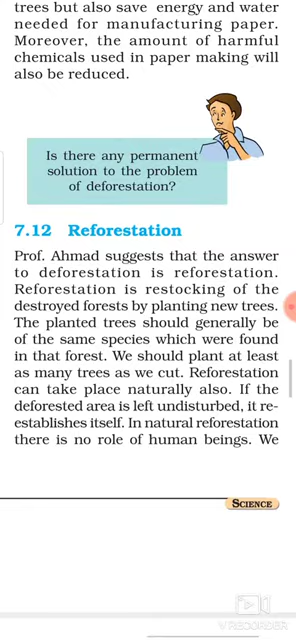 trees but also save energy and water
needed for manufacturing paper.
Moreover, the amount of harmful
chemicals used in paper making will
also be reduced.
Is there any permanent
solution to the problem
of deforestation?
7.12 Reforestation
Prof. Ahmad suggests that the answer
to deforestation is reforestation.
Reforestation is restocking of the
destroyed forests by planting new trees.
The planted trees should generally be
of the same species which were found
in that forest. We should plant at least
as many trees as we cut. Reforestation
can take place naturally also. If the
deforested area is left undisturbed, it re-
establishes itself. In natural reforestation
there is no role of human beings. We
SCIENCE
V RECORDER